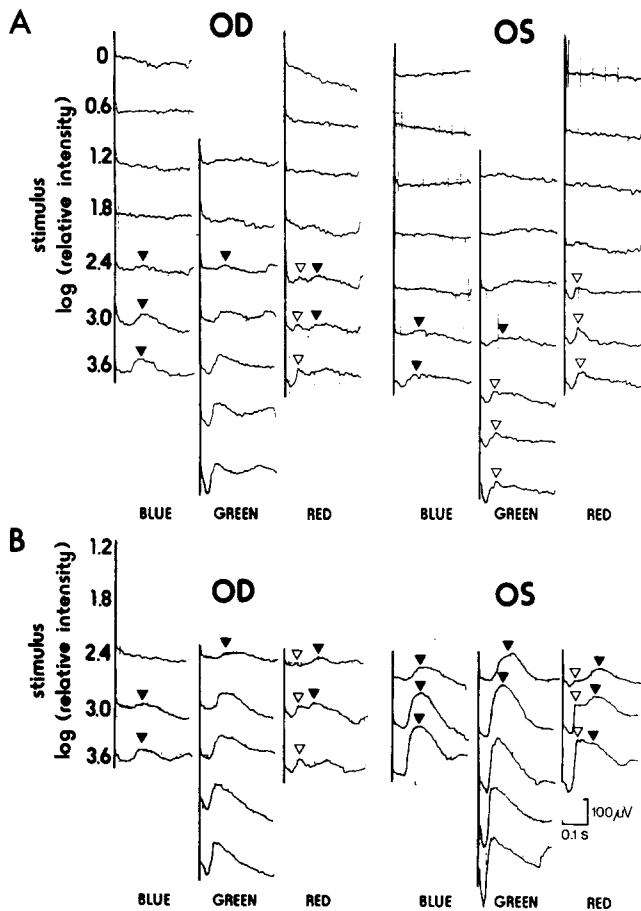 A
OD
OS
stimulus
log (relative intensity)
0
0.6
1.2
1.8
2.4
3.0
3.6
BLUE
GREEN
RED
BLUE
GREEN
RED
B
OD
OS
stimulus
log (relative intensity)
1.2
1.8
2.4
3.0
3.6
100 μV
0.1 S
BLUE
GREEN
RED
BLUE
GREEN
RED